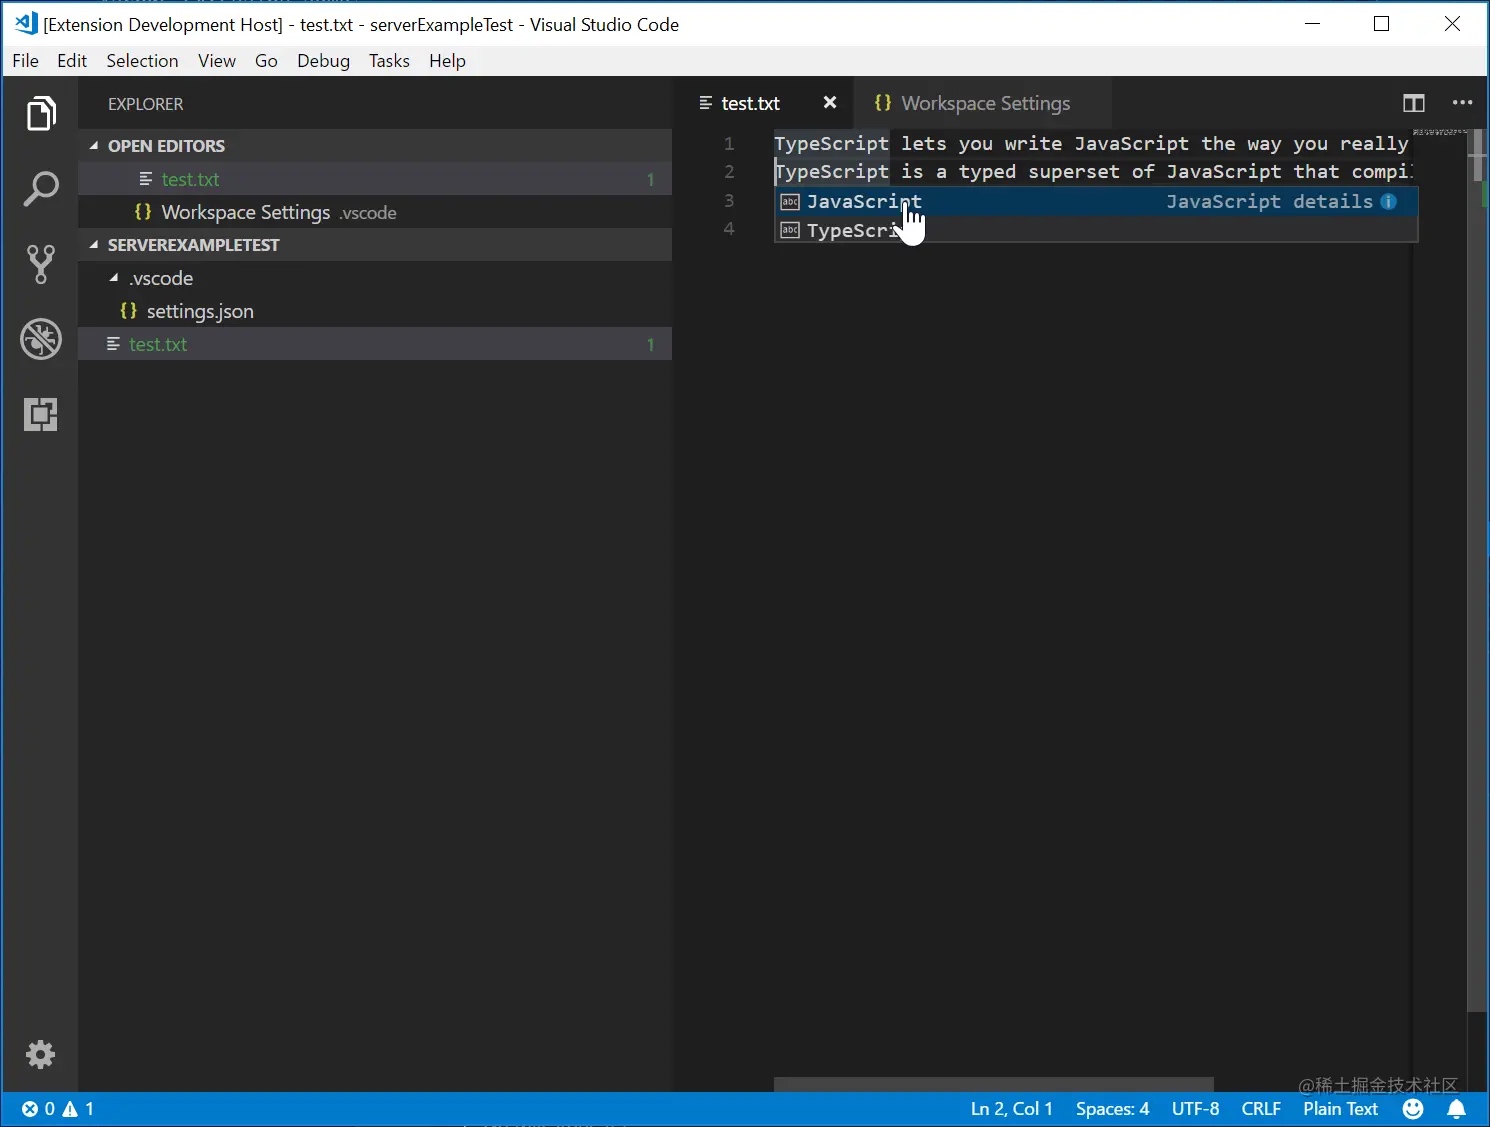 [Extension Development Host] - test.txt - serverExampleTest - Visual Studio Code
File Edit Selection View Go Debug Tasks Help
EXPLORER
OPEN EDITORS
test.txt 1
{} Workspace Settings .vscode
SERVEREXAMPLETEST
.vscode
{} settings.json
test.txt 1
test.txt × {} Workspace Settings ···
1 TypeScript lets you write JavaScript the way you really
2 TypeScript is a typed superset of JavaScript that compi
3 abc JavaScript JavaScript details i
4 abc TypeScri
@稀土掘金技术社区
0 1 Ln 2, Col 1 Spaces: 4 UTF-8 CRLF Plain Text